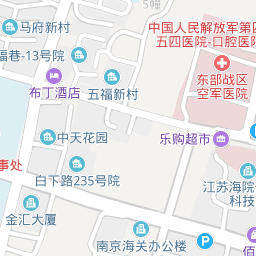 5幢
马府新村
中国人民解放军第四
五四医院-口腔医院
福巷-13号院
东部战区
空军医院
布丁酒店
五福新村
中天花园
乐购超市
事处
白下路235号院
江苏海院
科技
金汇大厦
南京海关办公楼
P